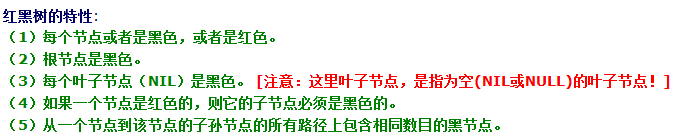 红黑树的特性:
（1）每个节点或者是黑色，或者是红色。
（2）根节点是黑色。
（3）每个叶子节点（NIL）是黑色。 [注意：这里叶子节点，是指为空(NIL或NULL)的叶子节点！]
（4）如果一个节点是红色的，则它的子节点必须是黑色的。
（5）从一个节点到该节点的子孙节点的所有路径上包含相同数目的黑节点。